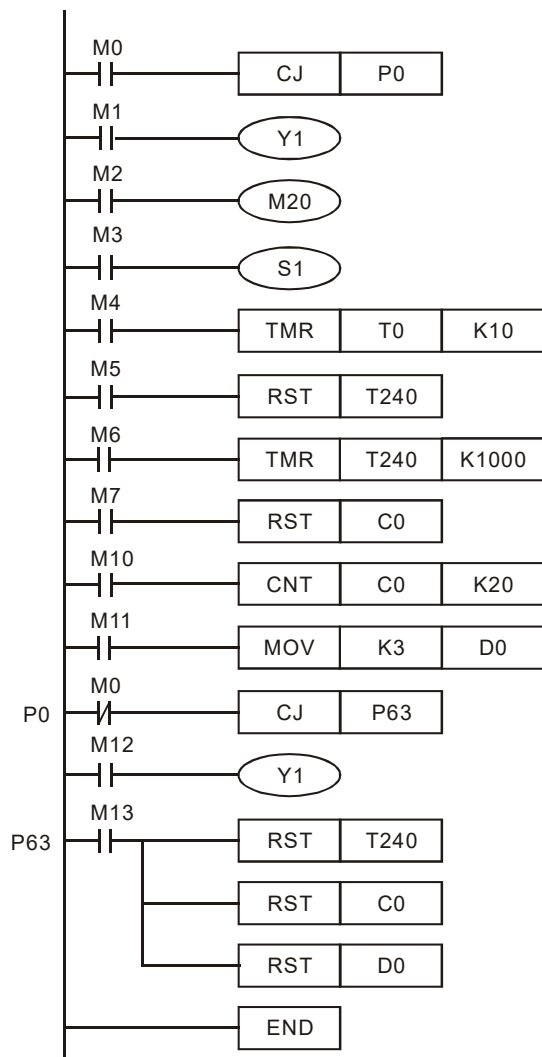 M0
CJ P0
M1
Y1
M2
M20
M3
S1
M4
TMR T0 K10
M5
RST T240
M6
TMR T240 K1000
M7
RST C0
M10
CNT C0 K20
M11
MOV K3 D0
M0
P0 CJ P63
M12
Y1
M13
P63 RST T240
RST C0
RST D0
END